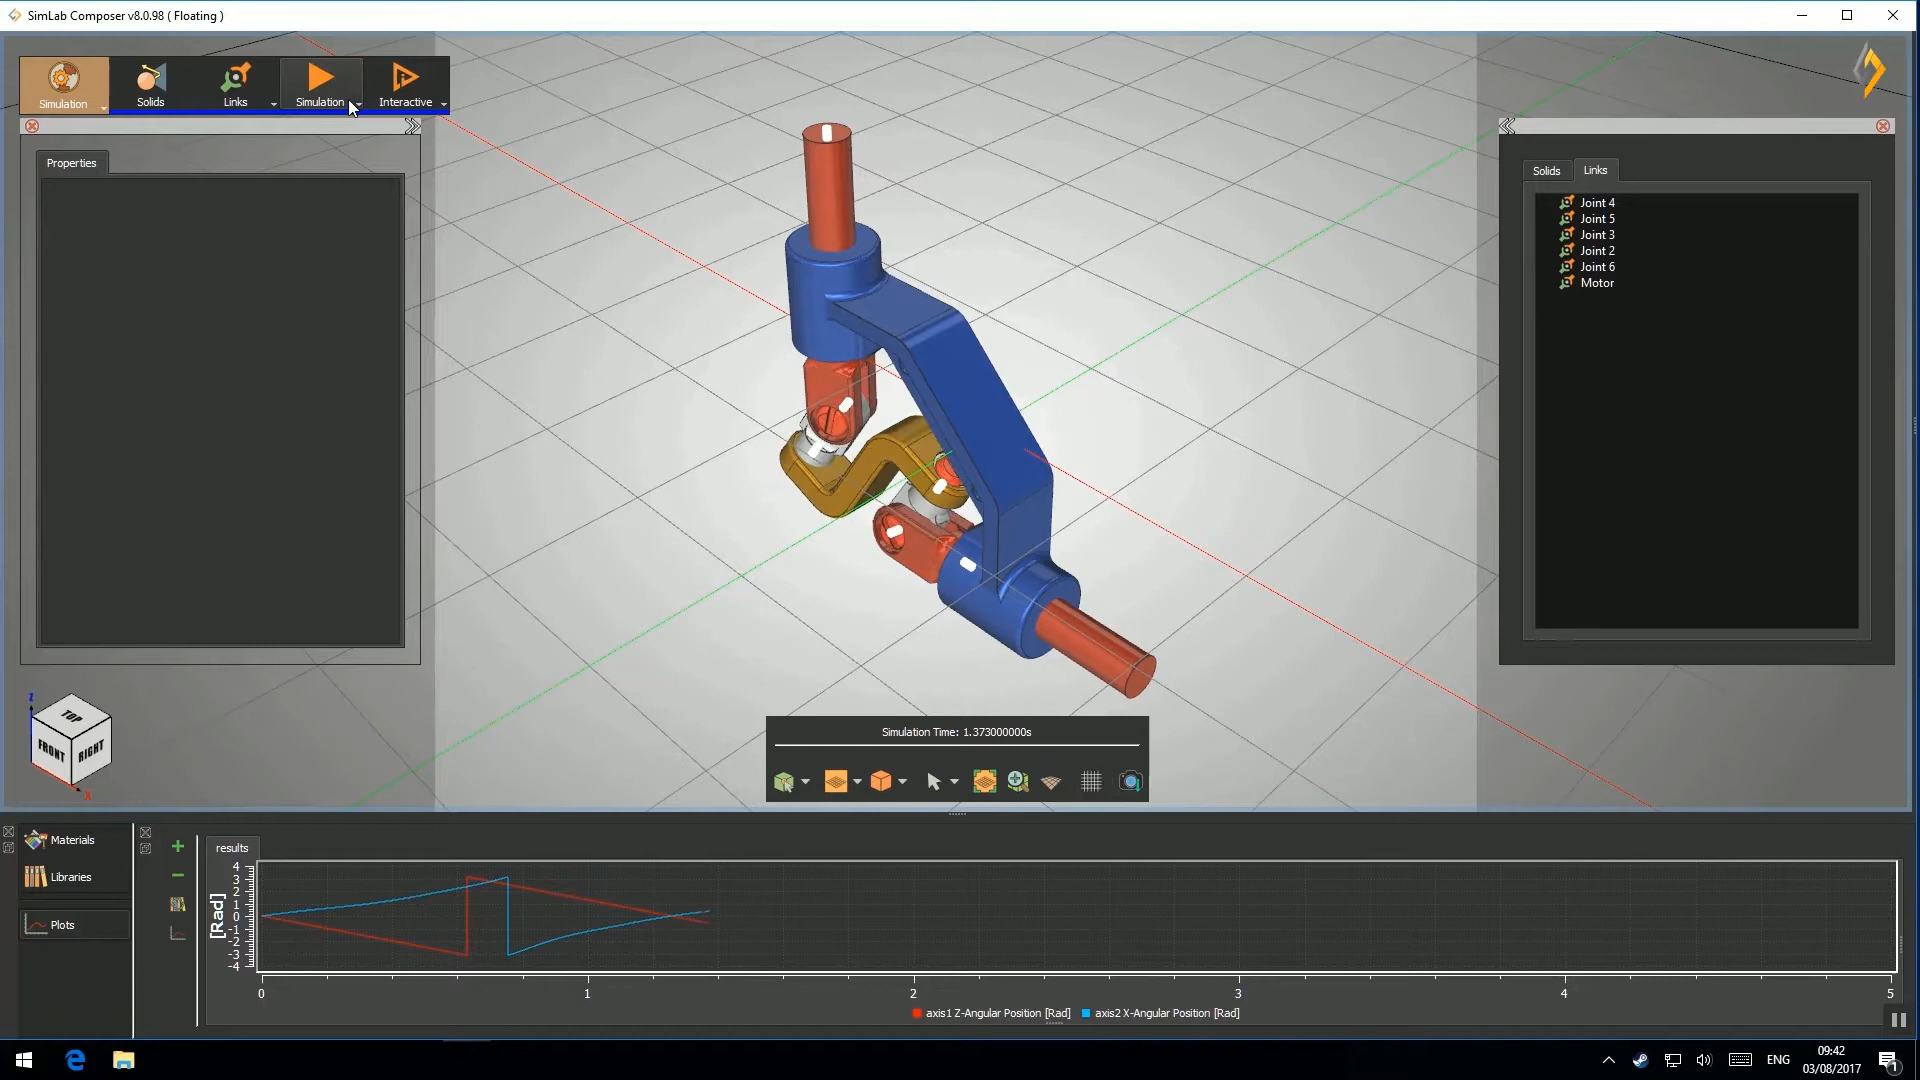 SimLab Composer v8.0.98 ( Floating )
Simulation
Solids
Links
Simulation
Interactive
Properties
Solids
Links
Joint 4
Joint 5
Joint 3
Joint 2
Joint 6
Motor
Z
TOP
FRONT
RIGHT
X
Simulation Time: 1.373000000s
Materials
Libraries
Plots
results
[Rad]
4
3
2
1
0
-1
-2
-3
-4
0 1 2 3 4 5
axis1 Z-Angular Position [Rad] axis2 X-Angular Position [Rad]
ENG
09:42
03/08/2017
1